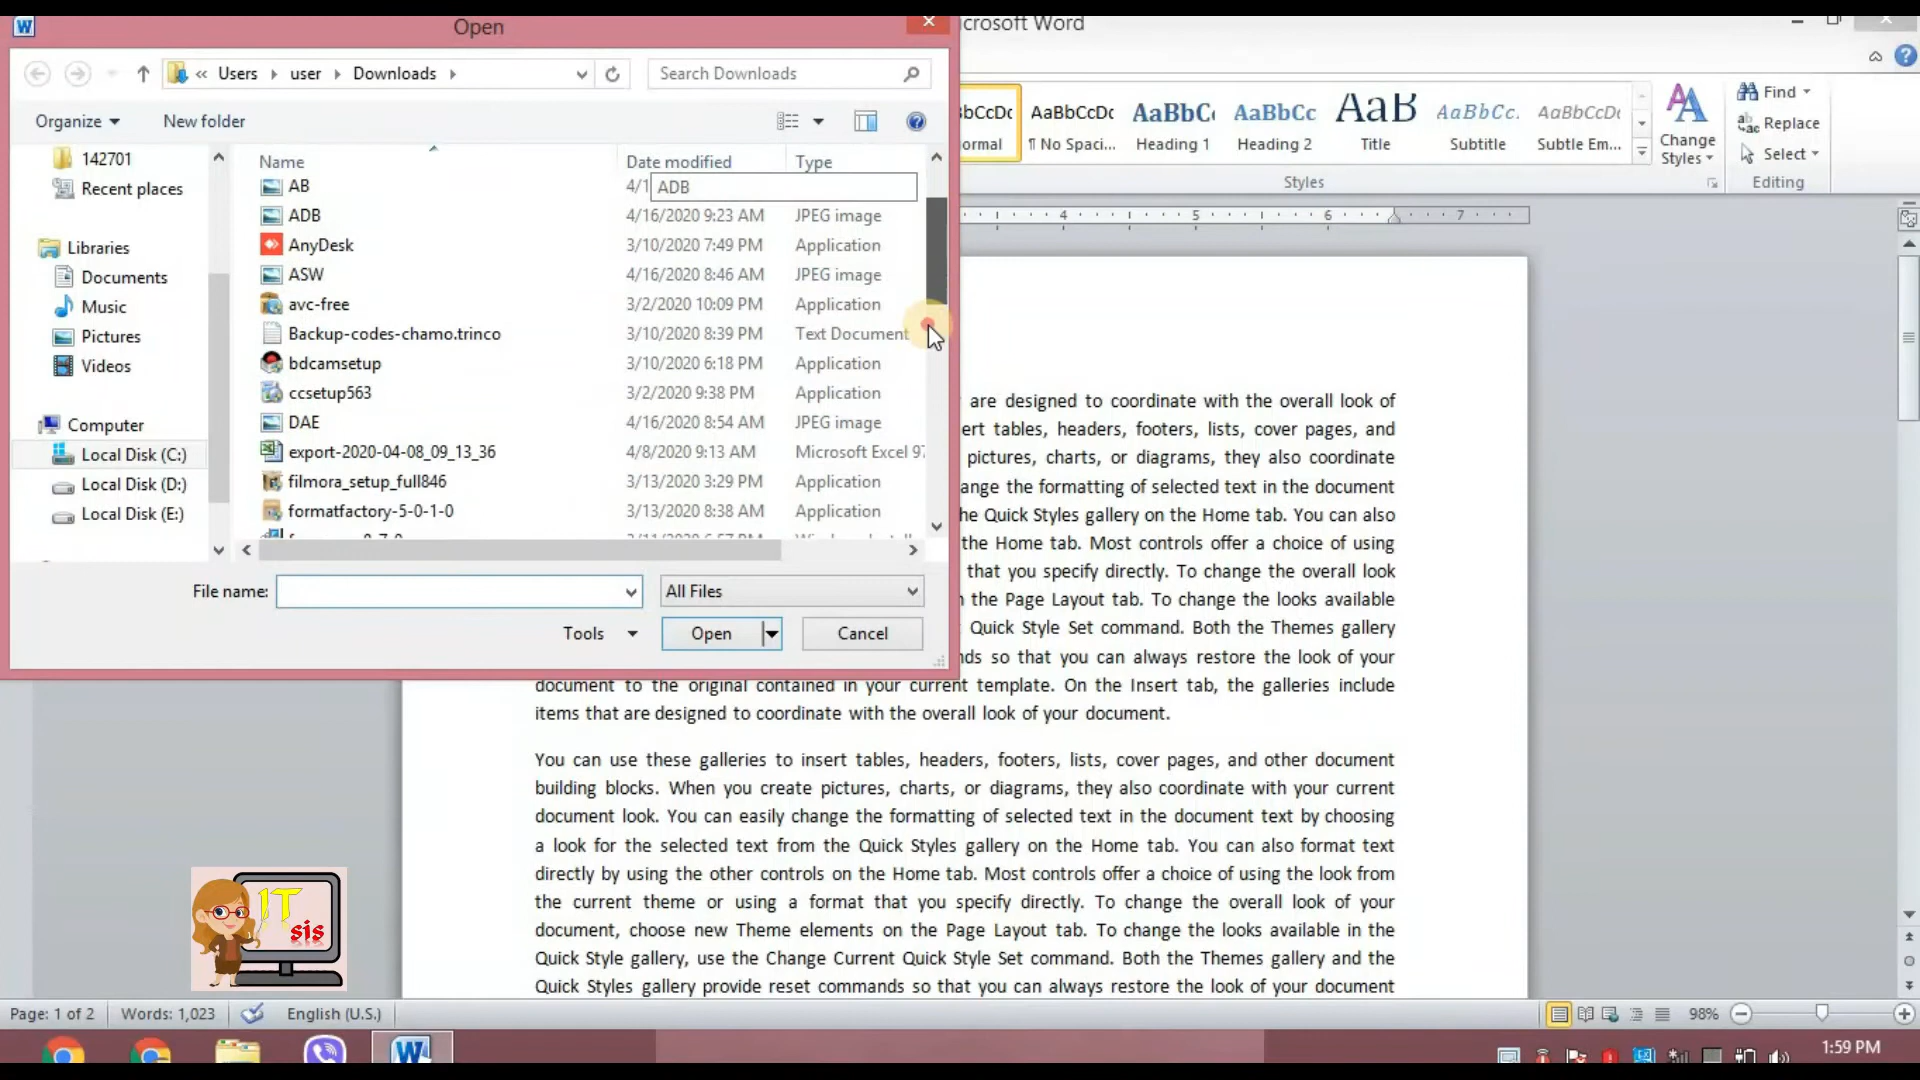 Open
crosoft Word
Users
user
Downloads
Search Downloads
Organize
New folder
142701
Recent places
Libraries
Documents
Music
Pictures
Videos
Computer
Local Disk (C:)
Local Disk (D:)
Local Disk (E:)
Name Date modified Type
AB 4/1
ADB
ADB 4/16/2020 9:23 AM JPEG image
AnyDesk 3/10/2020 7:49 PM Application
ASW 4/16/2020 8:46 AM JPEG image
avc-free 3/2/2020 10:09 PM Application
Backup-codes-chamo.trinco 3/10/2020 8:39 PM Text Document
bdcamsetup 3/10/2020 6:18 PM Application
ccsetup563 3/2/2020 9:38 PM Application
DAE 4/16/2020 8:54 AM JPEG image
export-2020-04-08_09_13_36 4/8/2020 9:13 AM Microsoft Excel 97
filmora_setup_full846 3/13/2020 3:29 PM Application
formatfactory-5-0-1-0 3/13/2020 8:38 AM Application
File name:
All Files
Tools
Open
Cancel
bCcDc AaBbCcDc AaBbC AaBbCc AaB AaBbCc. AaBbCcDc
ormal ¶ No Spaci... Heading 1 Heading 2 Title Subtitle Subtle Em...
Change
Styles
Find
Replace
Select
Styles
Editing
4 5 6 7
are designed to coordinate with the overall look of
ert tables, headers, footers, lists, cover pages, and
pictures, charts, or diagrams, they also coordinate
ange the formatting of selected text in the document
he Quick Styles gallery on the Home tab. You can also
the Home tab. Most controls offer a choice of using
that you specify directly. To change the overall look
the Page Layout tab. To change the looks available
Quick Style Set command. Both the Themes gallery
nds so that you can always restore the look of your
document to the original contained in your current template. On the Insert tab, the galleries include
items that are designed to coordinate with the overall look of your document.
You can use these galleries to insert tables, headers, footers, lists, cover pages, and other document
building blocks. When you create pictures, charts, or diagrams, they also coordinate with your current
document look. You can easily change the formatting of selected text in the document text by choosing
a look for the selected text from the Quick Styles gallery on the Home tab. You can also format text
directly by using the other controls on the Home tab. Most controls offer a choice of using the look from
the current theme or using a format that you specify directly. To change the overall look of your
document, choose new Theme elements on the Page Layout tab. To change the looks available in the
Quick Style gallery, use the Change Current Quick Style Set command. Both the Themes gallery and the
Quick Styles gallery provide reset commands so that you can always restore the look of your document
IT
sis
Page: 1 of 2 Words: 1,023 English (U.S.) 98%
1:59 PM